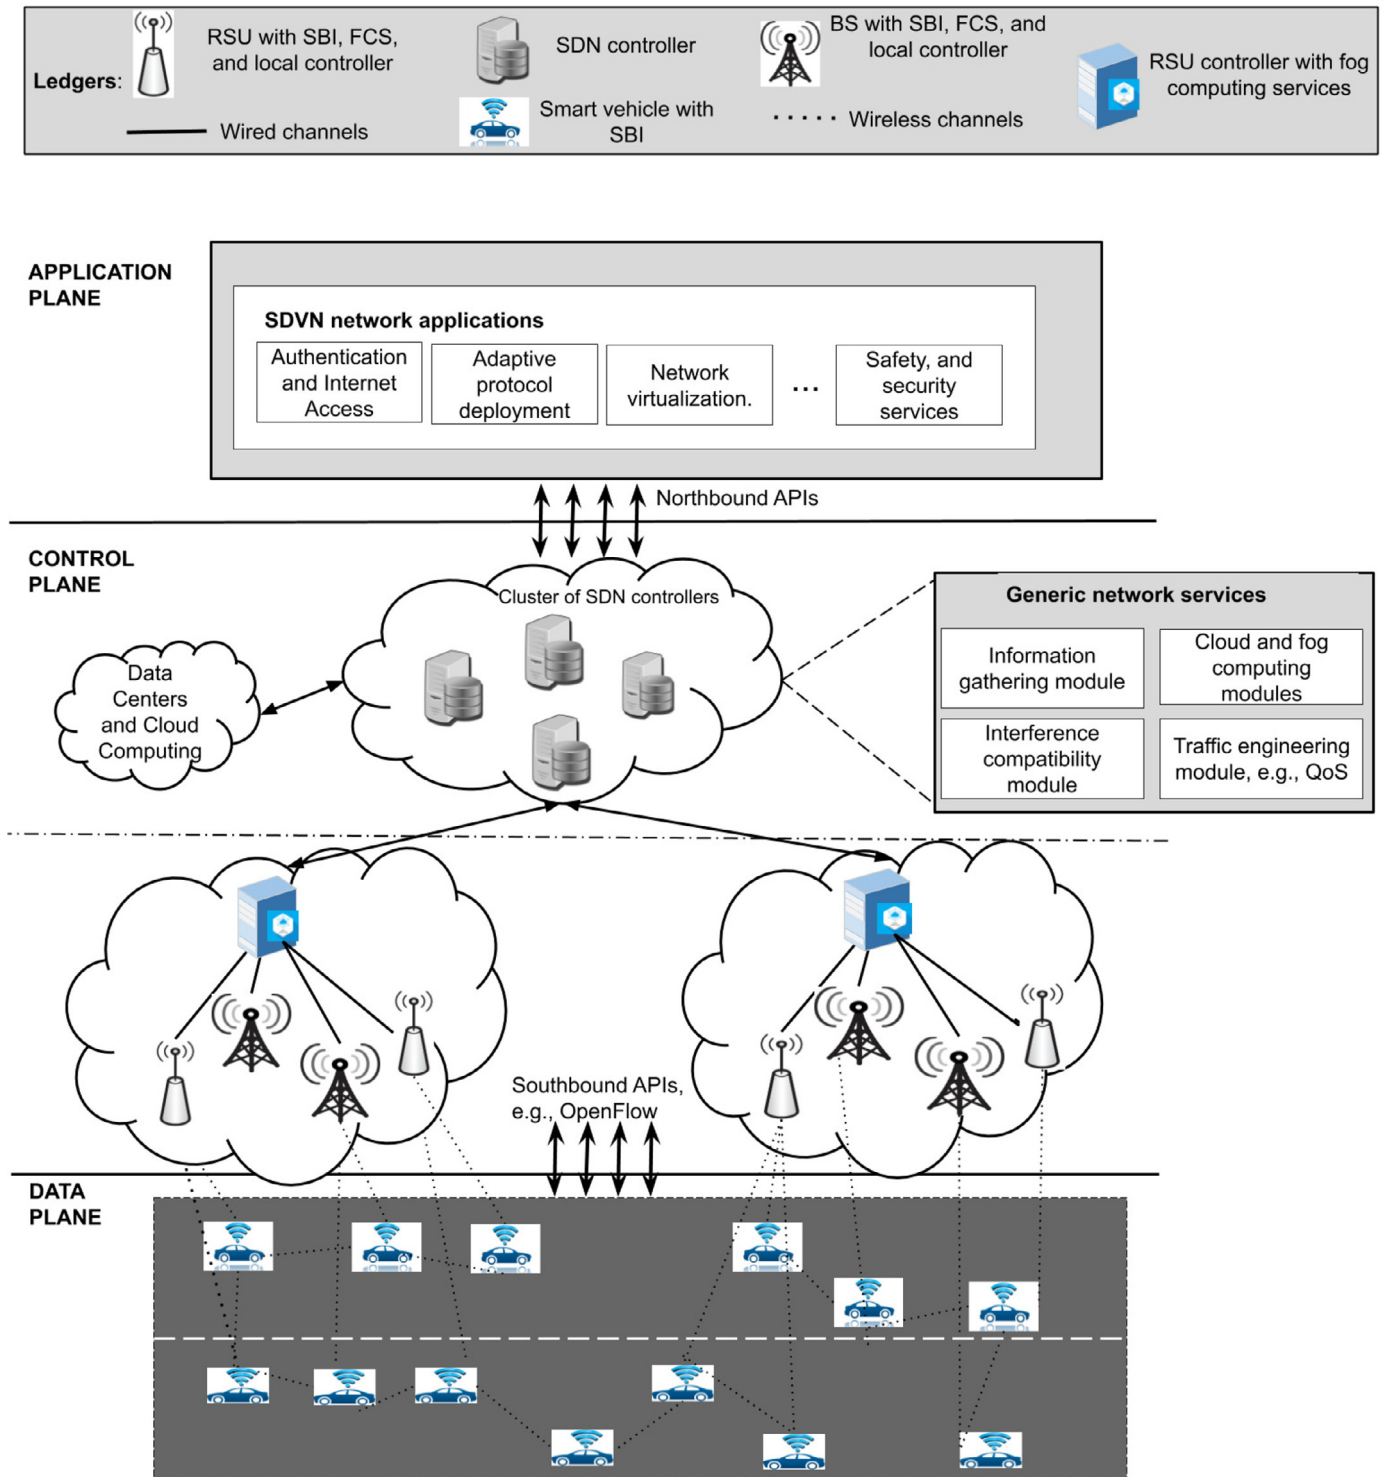 Ledgers:
RSU with SBI, FCS,
and local controller
SDN controller
BS with SBI, FCS, and
local controller
RSU controller with fog
computing services
Wired channels
Smart vehicle with
SBI
Wireless channels
APPLICATION
PLANE
SDVN network applications
Authentication
and Internet
Access
Adaptive
protocol
deployment
Network
virtualization.
...
Safety, and
security
services
Northbound APIs
CONTROL
PLANE
Cluster of SDN controllers
Data
Centers
and Cloud
Computing
Generic network services
Information
gathering module
Cloud and fog
computing
modules
Interference
compatibility
module
Traffic engineering
module, e.g., QoS
Southbound APIs,
e.g., OpenFlow
DATA
PLANE